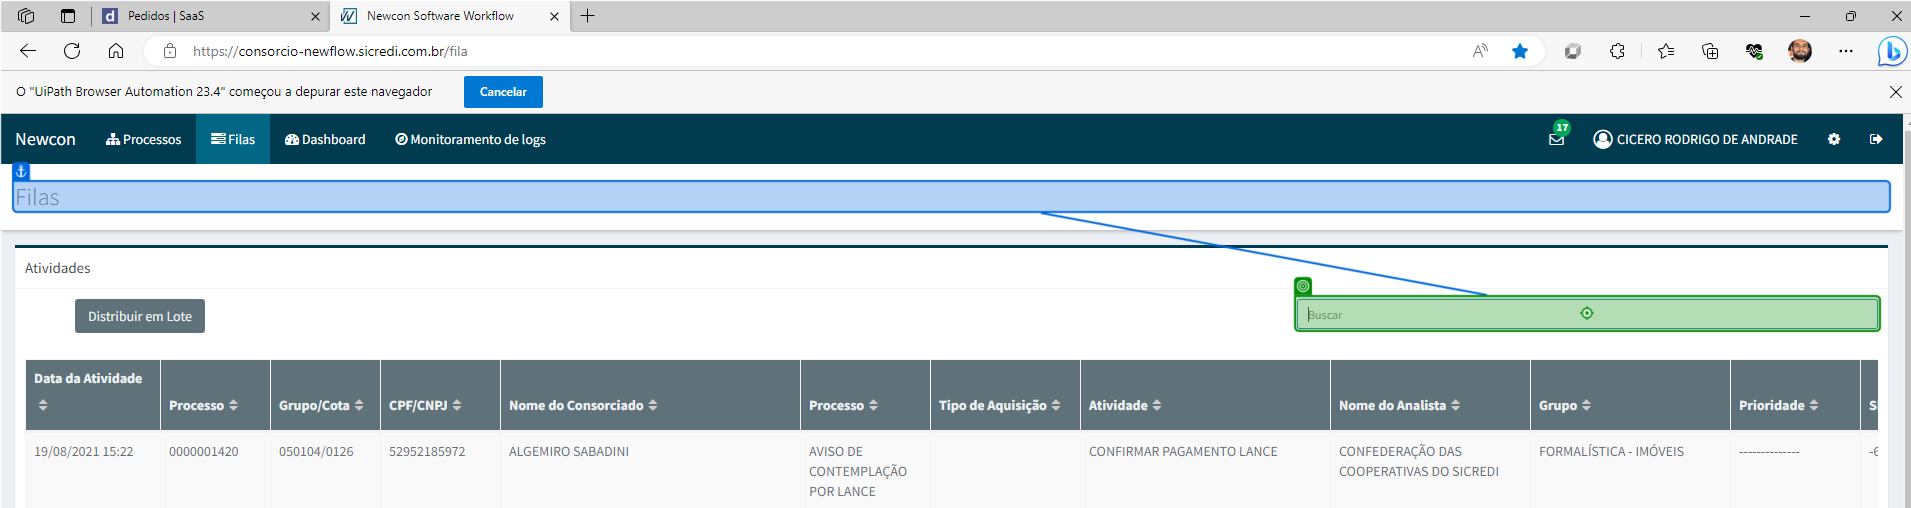 Pedidos | SaaS
Newcon Software Workflow
https://consorcio-newflow.sicredi.com.br/fila
O "UiPath Browser Automation 23.4" começou a depurar este navegador
Cancelar
Newcon
Processos
Filas
Dashboard
Monitoramento de logs
17
CICERO RODRIGO DE ANDRADE
Filas
Atividades
Distribuir em Lote
Buscar
Data da Atividade
Processo
Grupo/Cota
CPF/CNPJ
Nome do Consorciado
Processo
Tipo de Aquisição
Atividade
Nome do Analista
Grupo
Prioridade
19/08/2021 15:22
0000001420
050104/0126
52952185972
ALGEMIRO SABADINI
AVISO DE
CONTEMPLAÇÃO
POR LANCE
CONFIRMAR PAGAMENTO LANCE
CONFEDERAÇÃO DAS
COOPERATIVAS DO SICREDI
FORMALÍSTICA - IMÓVEIS
--------------